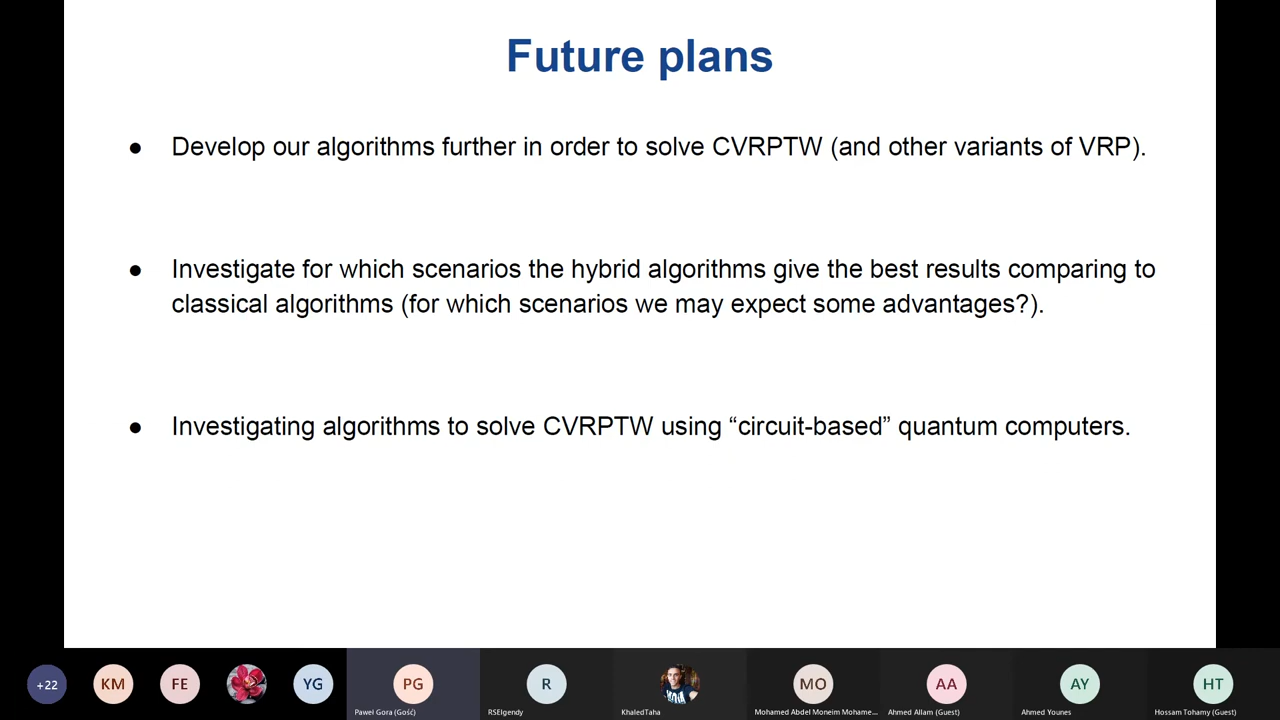 Future plans
● Develop our algorithms further in order to solve CVRPTW (and other variants of VRP).
● Investigate for which scenarios the hybrid algorithms give the best results comparing to
classical algorithms (for which scenarios we may expect some advantages?).
● Investigating algorithms to solve CVRPTW using “circuit-based” quantum computers.
+22 KM FE YG PG R MO AA AY HT
Paweł Gora (Gość) RSElgendy KhaledTaha Mohamed Abdel Moneim Mohame... Ahmed Allam (Guest) Ahmed Younes Hossam Tohamy (Guest)